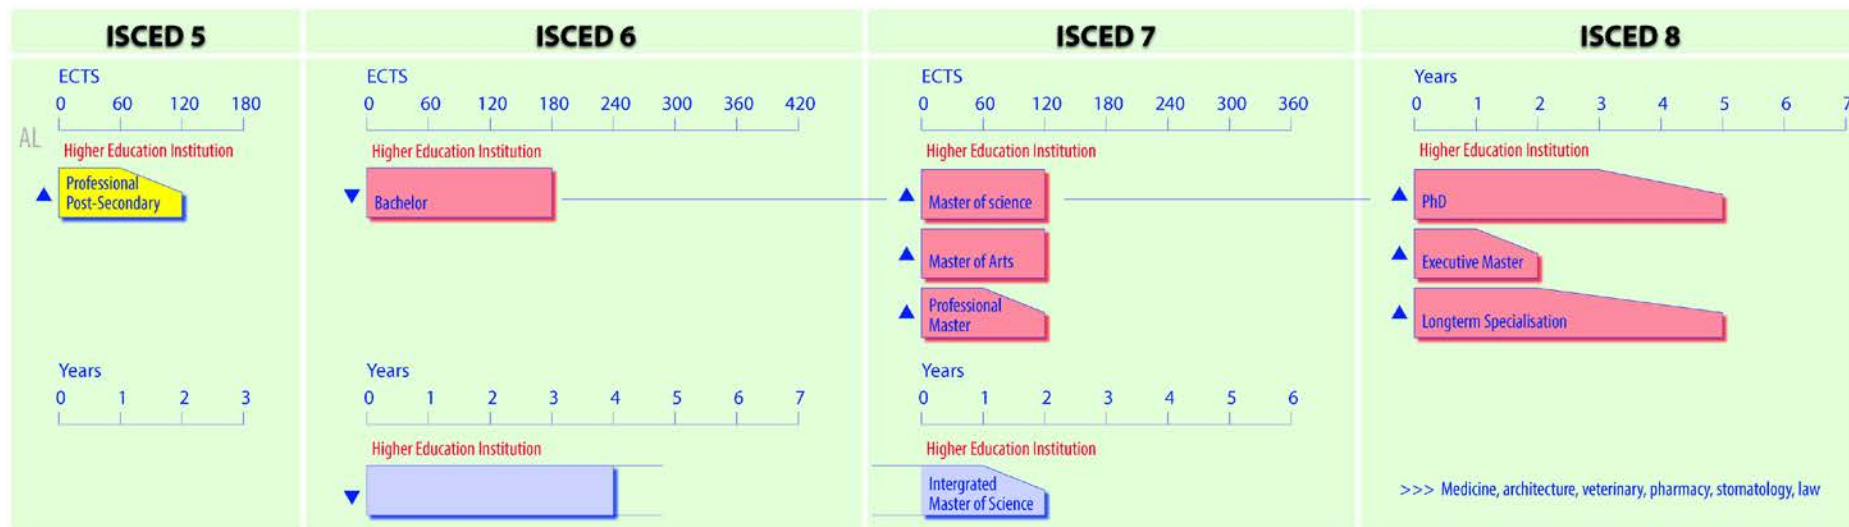 ISCED 5
ISCED 6
ISCED 7
ISCED 8
AL
ECTS
0 60 120 180
Higher Education Institution
Professional
Post-Secondary
Years
0 1 2 3
ECTS
0 60 120 180 240 300 360 420
Higher Education Institution
Bachelor
Years
0 1 2 3 4 5 6 7
Higher Education Institution
ECTS
0 60 120 180 240 300 360
Higher Education Institution
Master of science
Master of Arts
Professional
Master
Years
0 1 2 3 4 5 6
Higher Education Institution
Intergrated
Master of Science
Years
0 1 2 3 4 5 6 7
Higher Education Institution
PhD
Executive Master
Longterm Specialisation
>>> Medicine, architecture, veterinary, pharmacy, stomatology, law